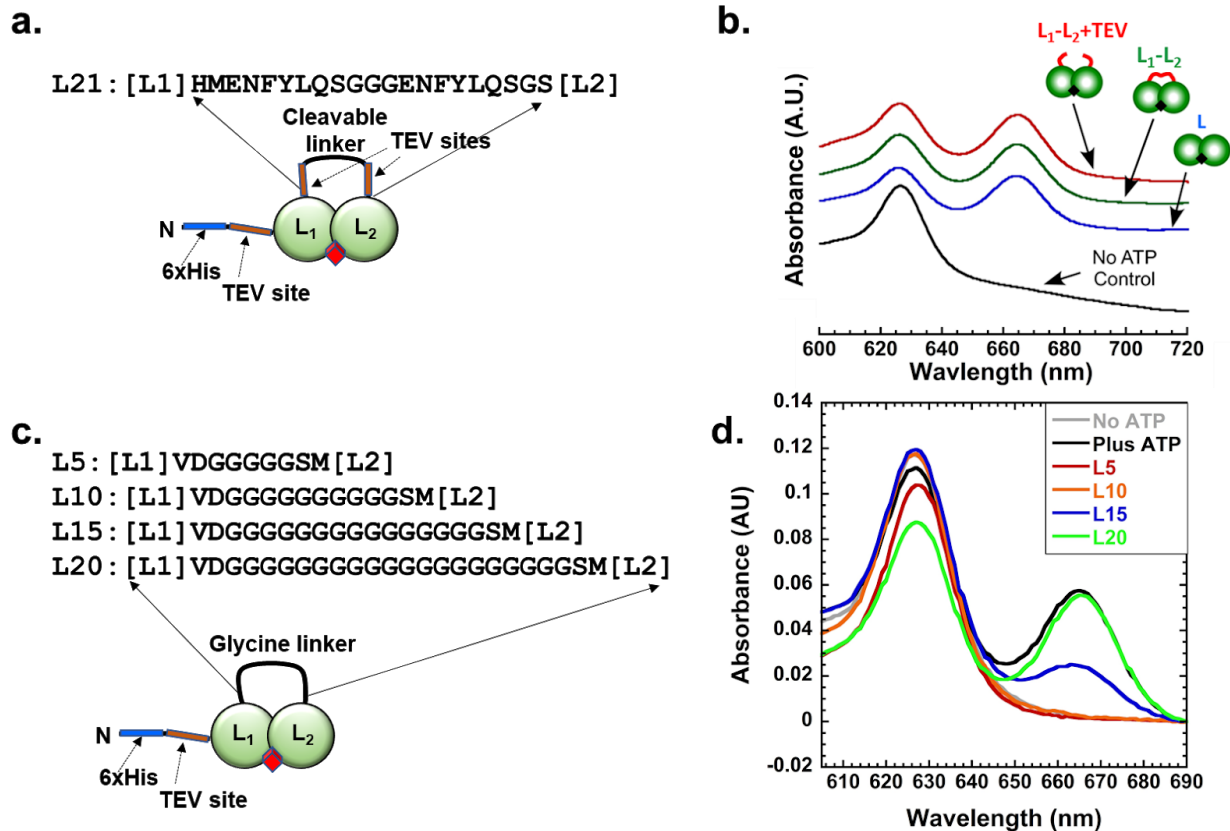 a.
L21:[L1]HMENFYLQSGGGENFYLQSGS[L2]
Cleavable
linker
TEV sites
N
L1
L2
6xHis
TEV site
b.
L1-L2+TEV
L1-L2
L
Absorbance (A.U.)
No ATP
Control
600 620 640 660 680 700 720
Wavlength (nm)
c.
L5:[L1]VDGGGGGSM[L2]
L10:[L1]VDGGGGGGGGGGSM[L2]
L15:[L1]VDGGGGGGGGGGGGGGGSM[L2]
L20:[L1]VDGGGGGGGGGGGGGGGGGGGGSM[L2]
Glycine linker
N
L1
L2
6xHis
TEV site
d.
No ATP
Plus ATP
L5
L10
L15
L20
Absorbance (AU)
0.14
0.12
0.1
0.08
0.06
0.04
0.02
0
-0.02
610 620 630 640 650 660 670 680 690
Wavelength (nm)